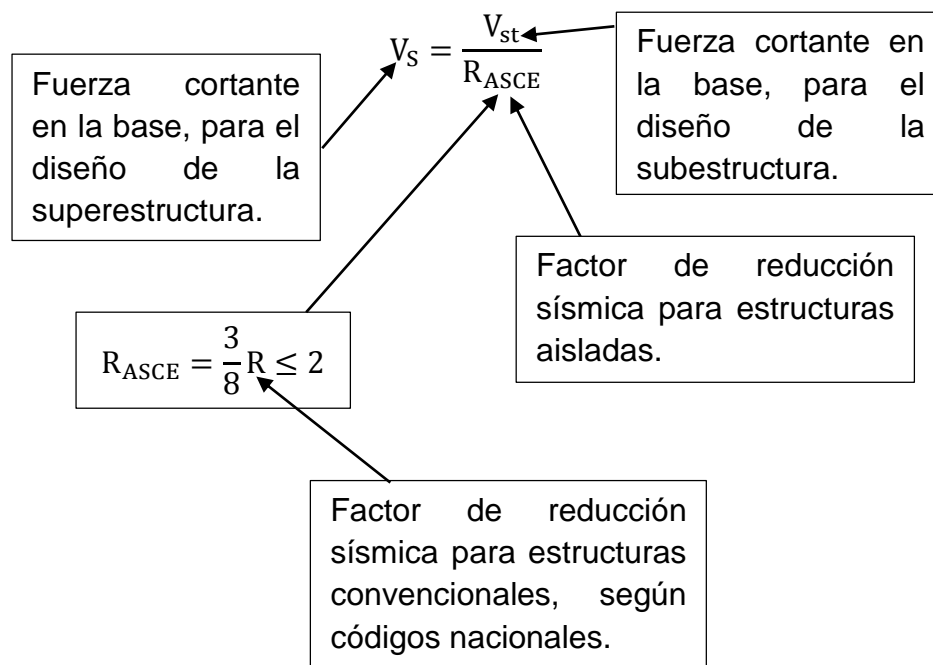 V_S = V_st / R_ASCE
Fuerza cortante
en la base, para el
diseño de la
superestructura.
Fuerza cortante en
la base, para el
diseño de la
subestructura.
Factor de reducción
sísmica para estructuras
aisladas.
R_ASCE = 3/8 R ≤ 2
Factor de reducción
sísmica para estructuras
convencionales, según
códigos nacionales.